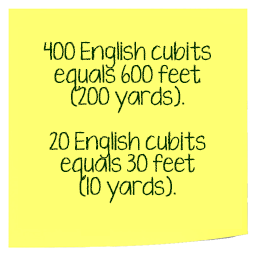 400 English cubits
equals 600 feet
(200 yards).
20 English cubits
equals 30 feet
(10 yards).